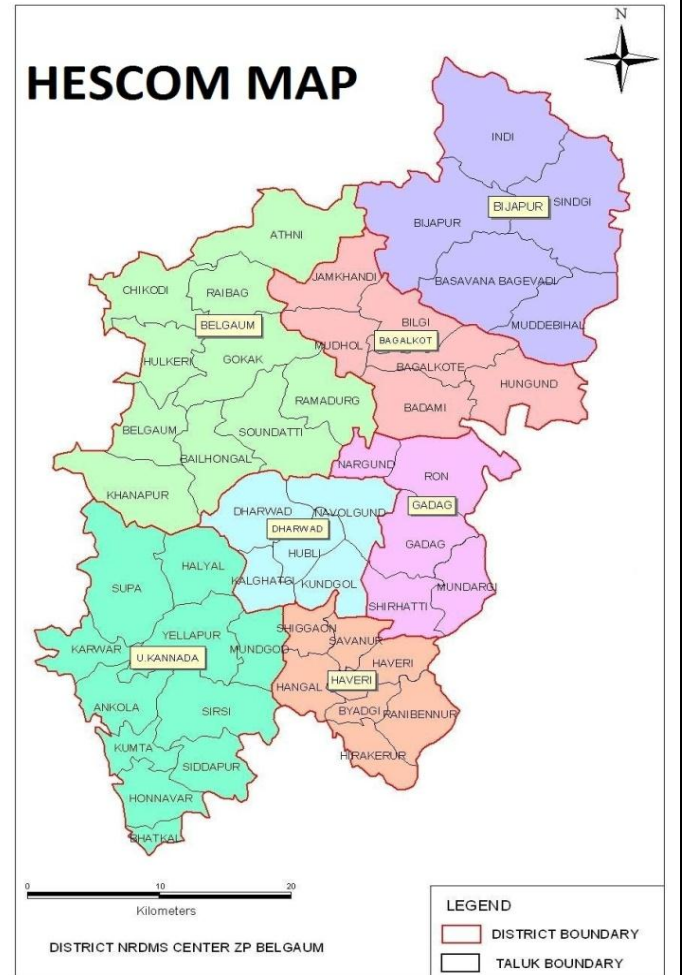 N
HESCOM MAP
INDI
BIJAPUR
SINDGI
BIJAPUR
ATHNI
BASAVANA BAGEVADI
JAMKHANDI
CHIKODI
RAIBAG
BILGI
MUDDEBIHAL
BELGAUM
BAGALKOT
MUDHOL
HULKERI
GOKAK
BAGALKOTE
HUNGUND
RAMADURG
BADAMI
BELGAUM
SOUNDATTI
BAILHONGAL
NARGUND
RON
KHANAPUR
DHARWAD
NAVOLGUND
GADAG
DHARWAD
GADAG
HUBLI
HALYAL
SUPA
KALGHATGI
KUNDGOL
MUNDARGI
SHIRHATTI
SHIGGAON
YELLAPUR
SAVANUR
KARWAR
MUNDGOD
U.KANNADA
HAVERI
HAVERI
HANGAL
ANKOLA
SIRSI
BYADGI
RANIBENNUR
KUMTA
HIRAKERUR
SIDDAPUR
HONNAVAR
BHATKAL
0 10 20
Kilometers
LEGEND
DISTRICT BOUNDARY
DISTRICT NRDMS CENTER ZP BELGAUM
TALUK BOUNDARY